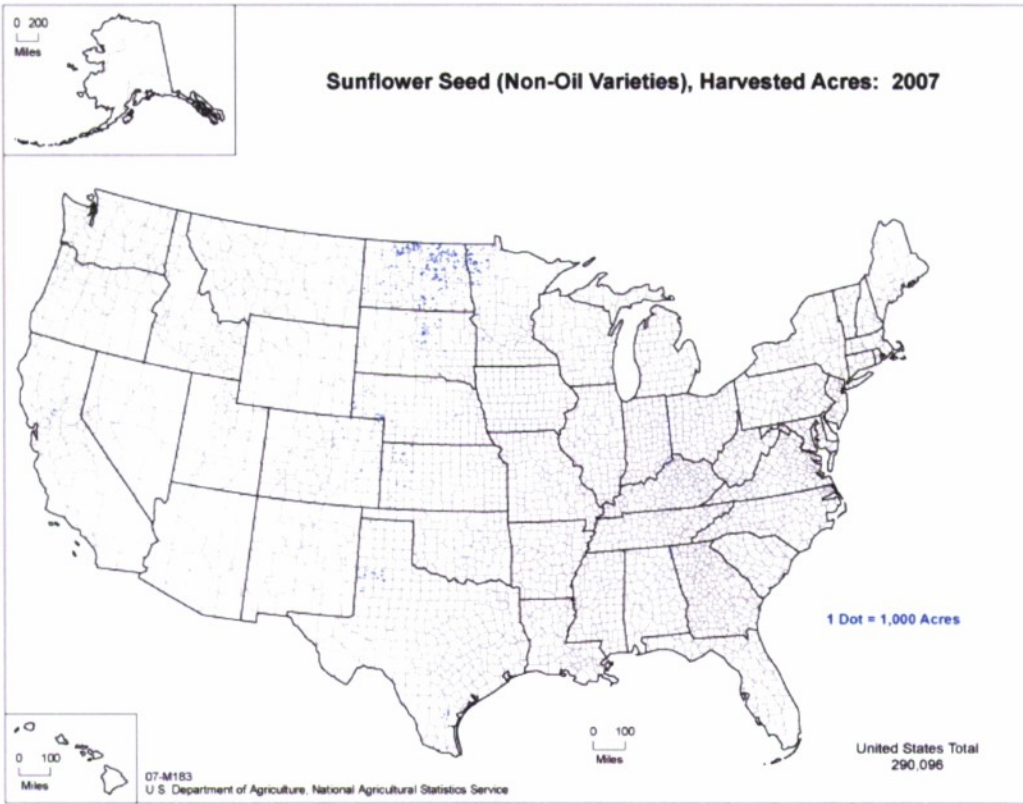 0 200
Miles
Sunflower Seed (Non-Oil Varieties), Harvested Acres: 2007
1 Dot = 1,000 Acres
0 100
Miles
0 100
Miles
United States Total
290,096
07-M183
U.S. Department of Agriculture, National Agricultural Statistics Service